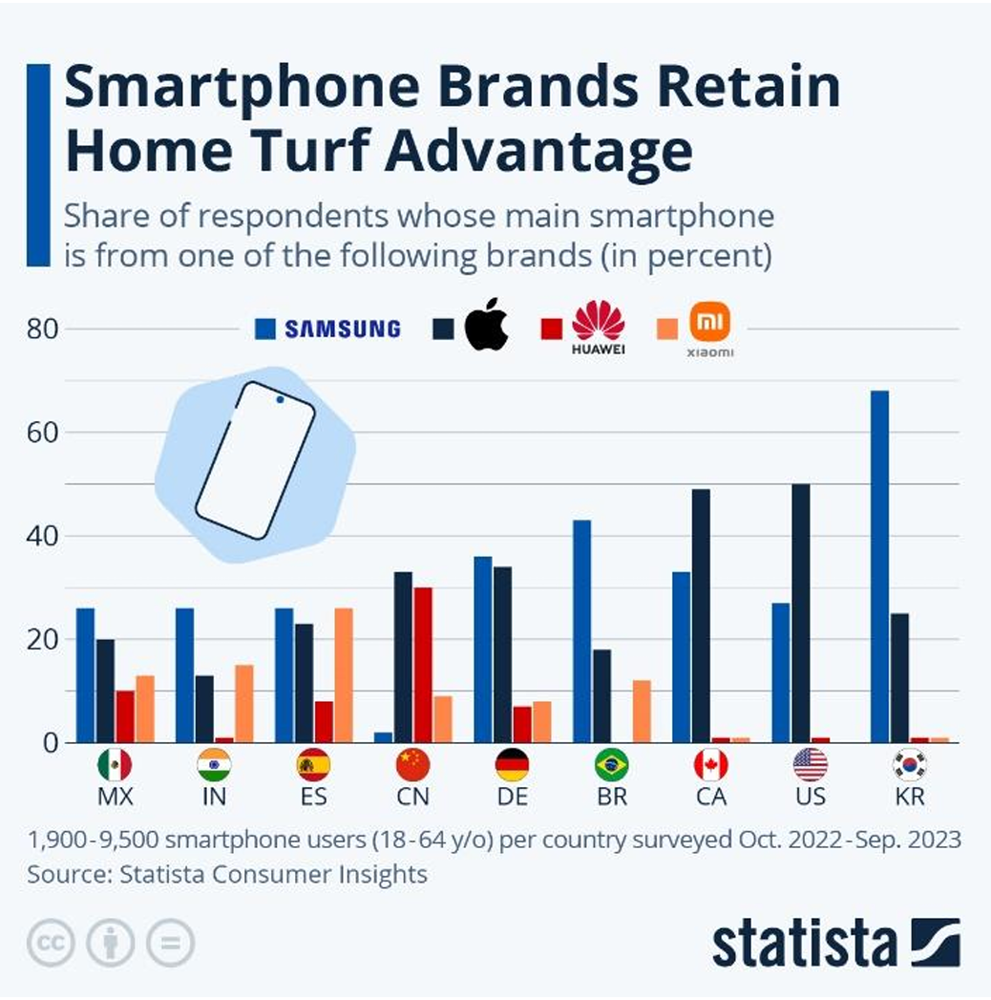 Smartphone Brands Retain
Home Turf Advantage
Share of respondents whose main smartphone
is from one of the following brands (in percent)
80
SAMSUNG
HUAWEI
mi
xiaomi
60
40
20
0
MX IN ES CN DE BR CA US KR
1,900-9,500 smartphone users (18-64 y/o) per country surveyed Oct. 2022-Sep. 2023
Source: Statista Consumer Insights
cc
statista